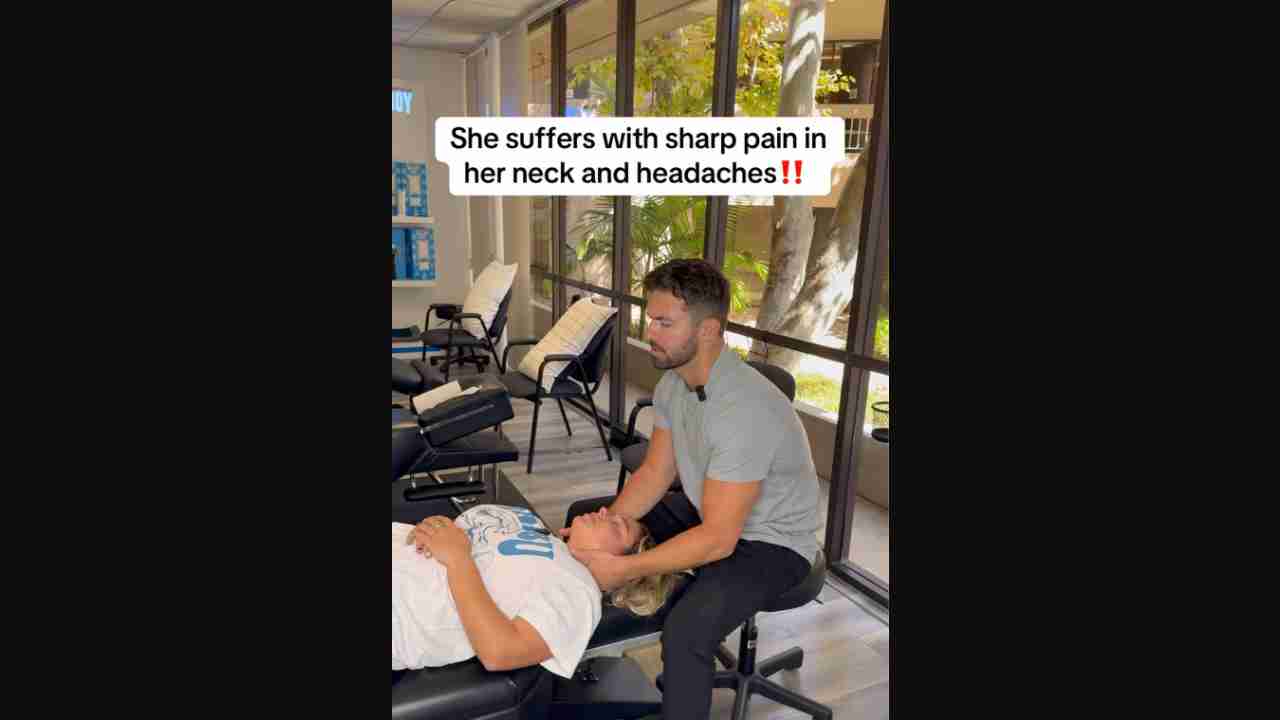 She suffers with sharp pain in
her neck and headaches‼️